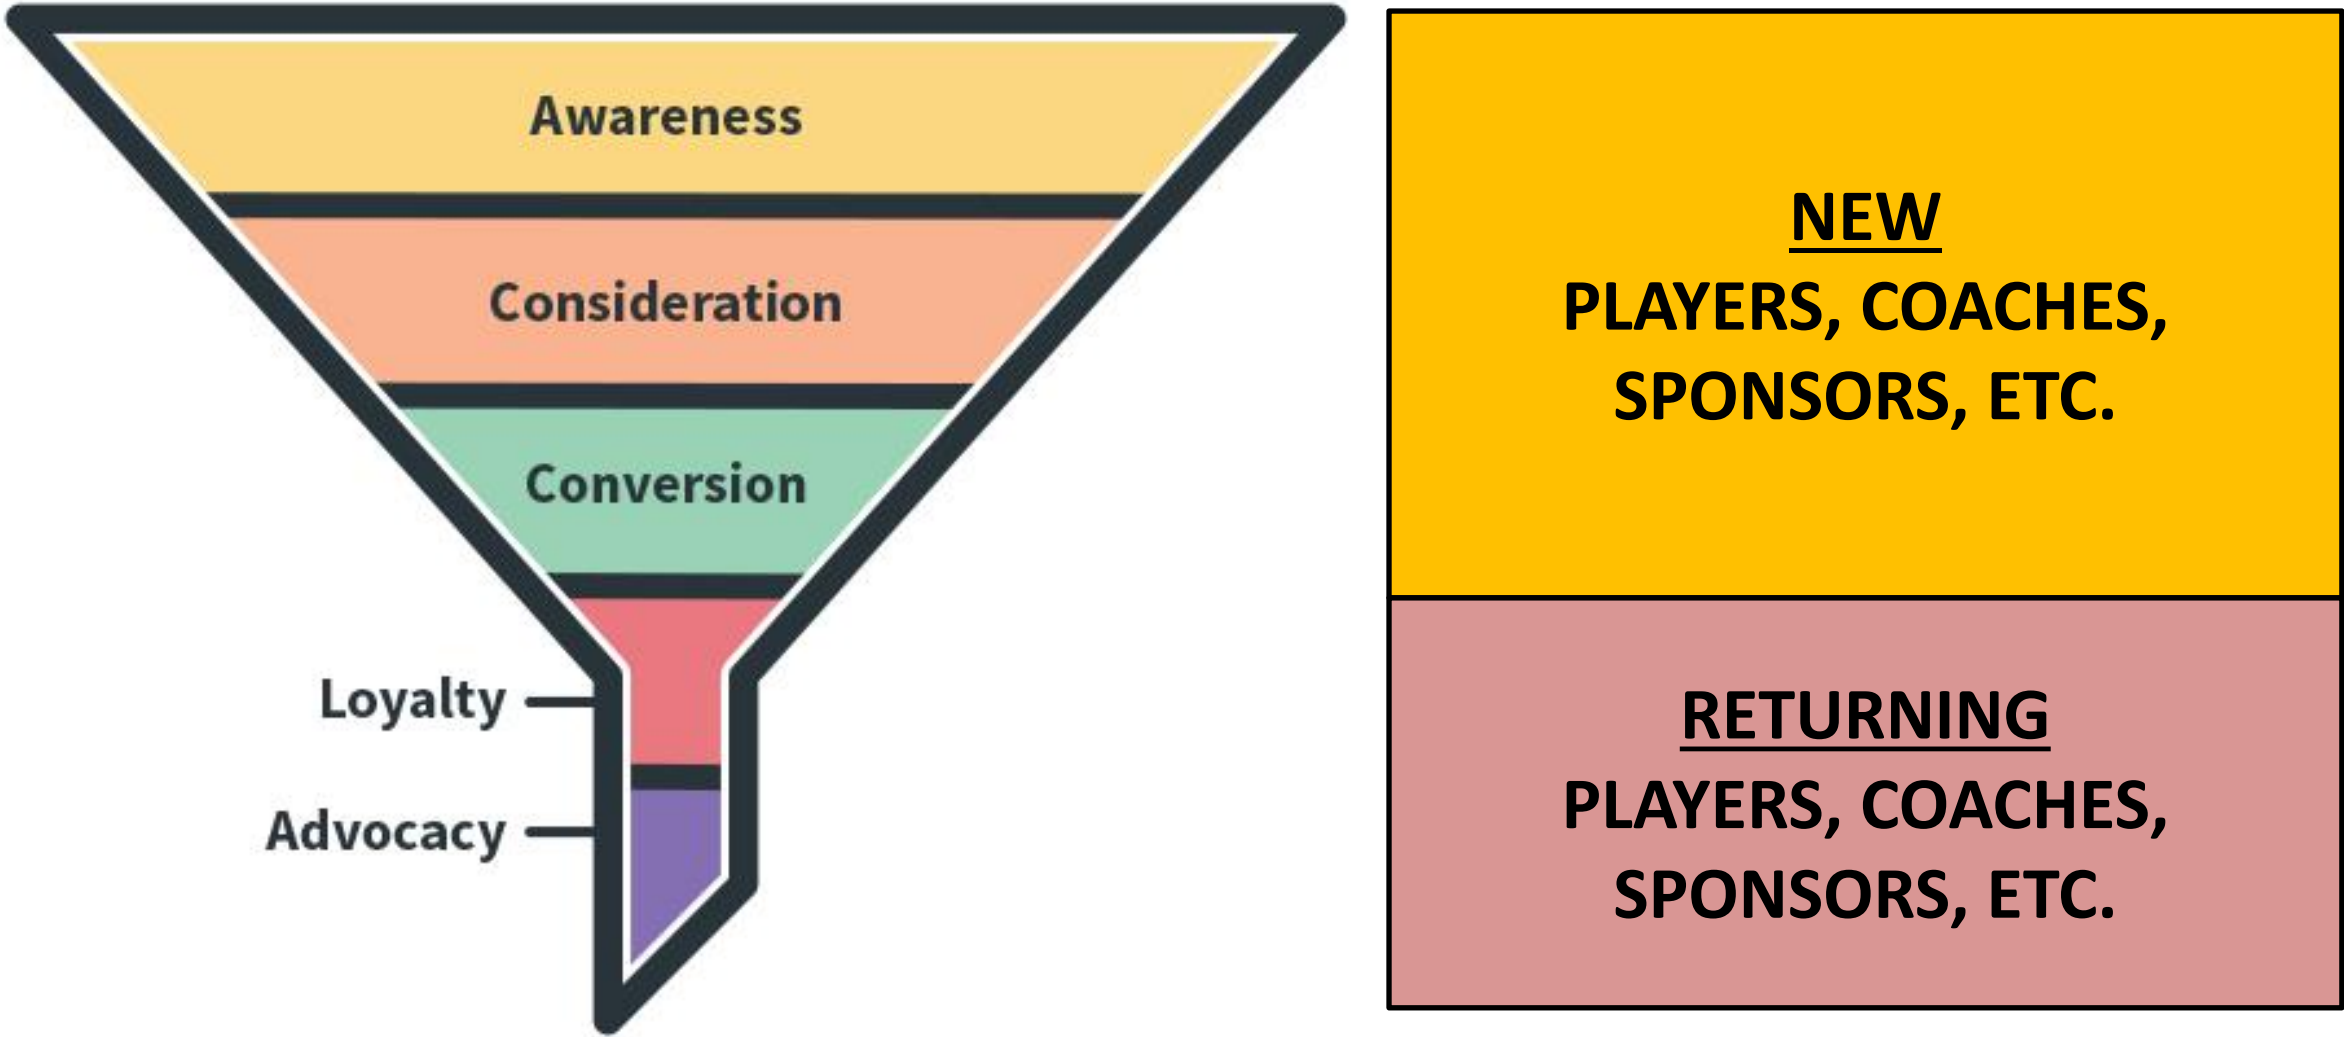 Awareness
Consideration
Conversion
Loyalty
Advocacy
NEW
PLAYERS, COACHES,
SPONSORS, ETC.
RETURNING
PLAYERS, COACHES,
SPONSORS, ETC.